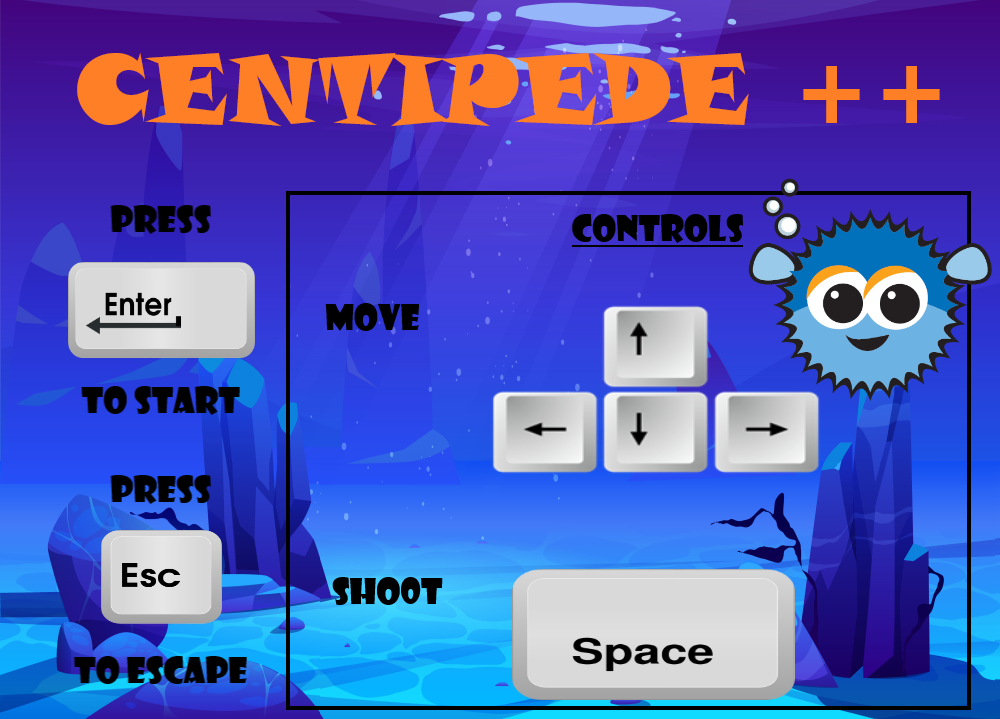 CENTIPEDE ++
PRESS
Enter
TO START
PRESS
Esc
TO ESCAPE
CONTROLS
MOVE
↑
← ↓ →
SHOOT
Space